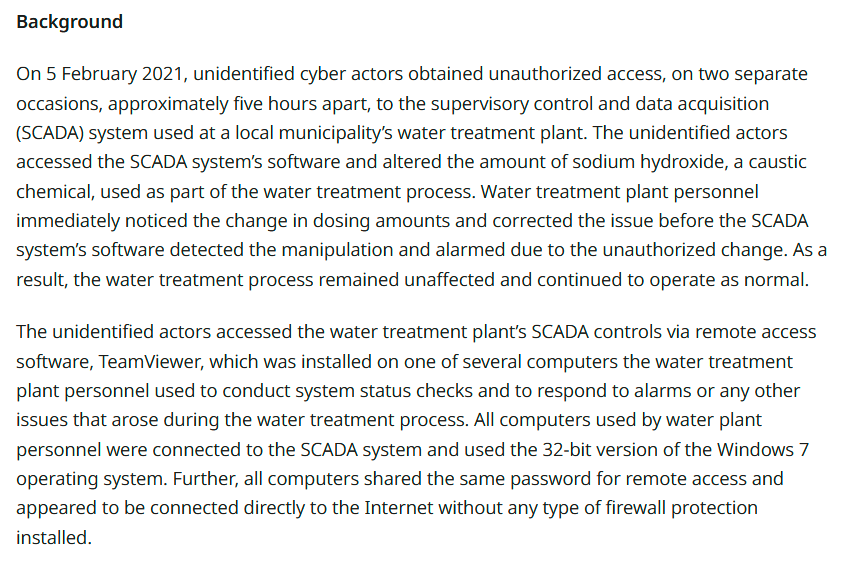 Background
On 5 February 2021, unidentified cyber actors obtained unauthorized access, on two separate
occasions, approximately five hours apart, to the supervisory control and data acquisition
(SCADA) system used at a local municipality’s water treatment plant. The unidentified actors
accessed the SCADA system’s software and altered the amount of sodium hydroxide, a caustic
chemical, used as part of the water treatment process. Water treatment plant personnel
immediately noticed the change in dosing amounts and corrected the issue before the SCADA
system’s software detected the manipulation and alarmed due to the unauthorized change. As a
result, the water treatment process remained unaffected and continued to operate as normal.
The unidentified actors accessed the water treatment plant’s SCADA controls via remote access
software, TeamViewer, which was installed on one of several computers the water treatment
plant personnel used to conduct system status checks and to respond to alarms or any other
issues that arose during the water treatment process. All computers used by water plant
personnel were connected to the SCADA system and used the 32-bit version of the Windows 7
operating system. Further, all computers shared the same password for remote access and
appeared to be connected directly to the Internet without any type of firewall protection
installed.